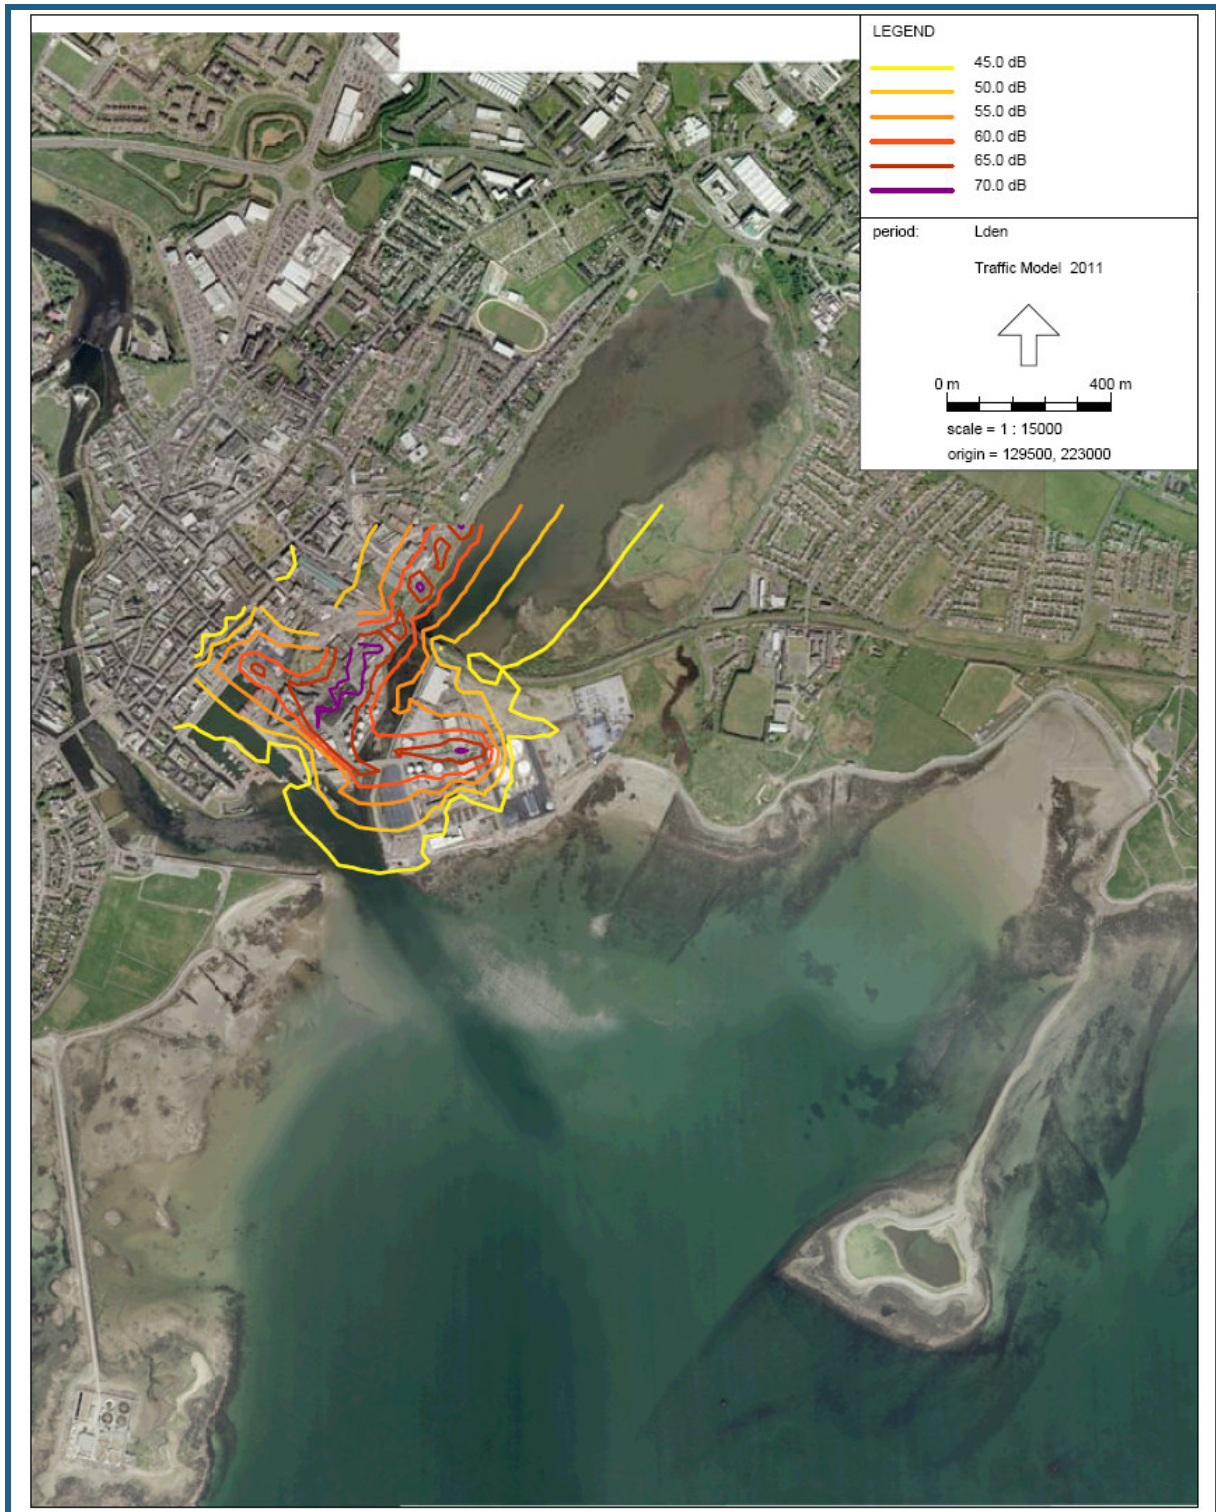 LEGEND
45.0 dB
50.0 dB
55.0 dB
60.0 dB
65.0 dB
70.0 dB
period: Lden
Traffic Model 2011
0 m 400 m
scale = 1 : 15000
origin = 129500, 223000